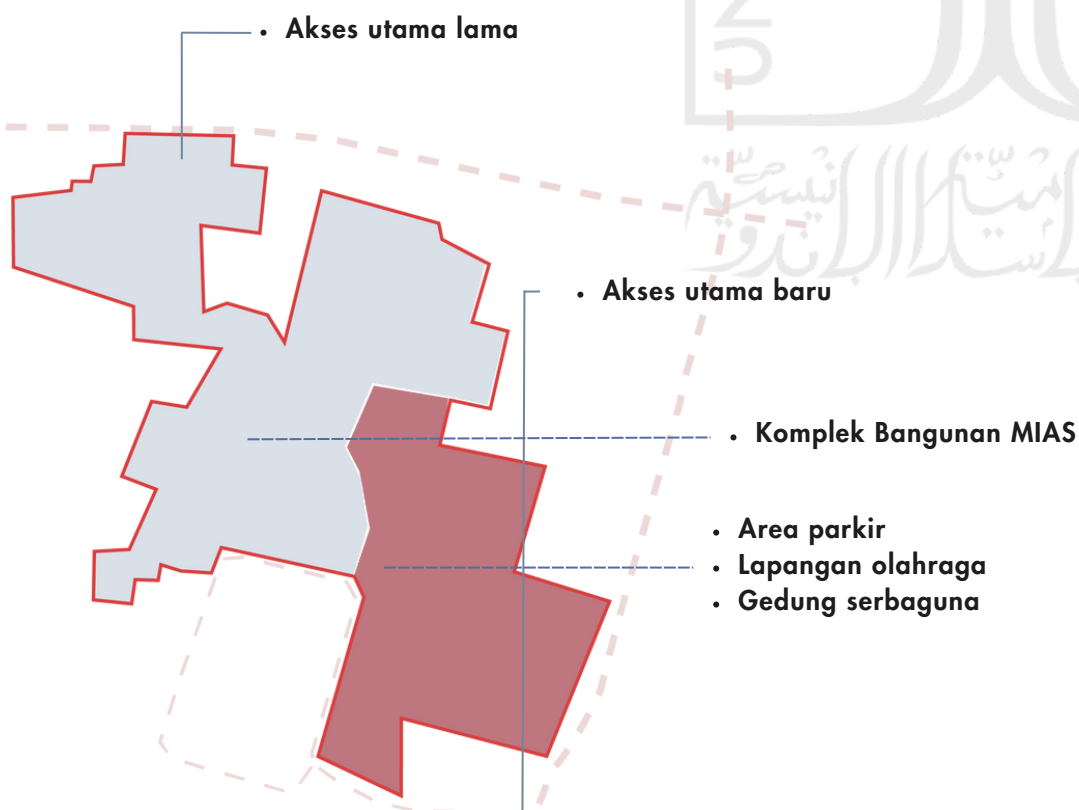 • Akses utama lama
• Akses utama baru
• Komplek Bangunan MIAS
• Area parkir
• Lapangan olahraga
• Gedung serbaguna